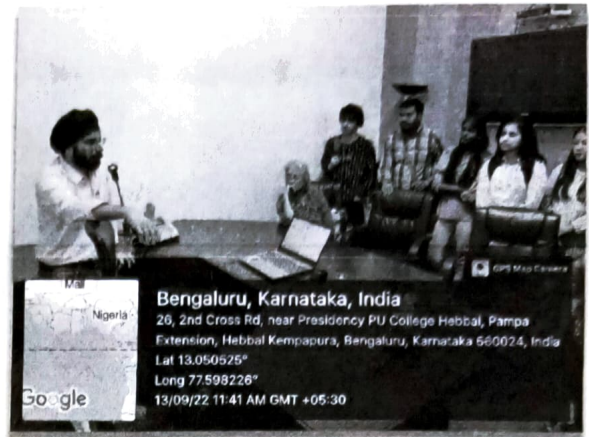 GPS Map Camera
Mali
Nigeria
Google
Bengaluru, Karnataka, India
26, 2nd Cross Rd, near Presidency PU College Hebbal, Pampa
Extension, Hebbal Kempapura, Bengaluru, Karnataka 560024, India
Lat 13.050525°
Long 77.598226°
13/09/22 11:41 AM GMT +05:30